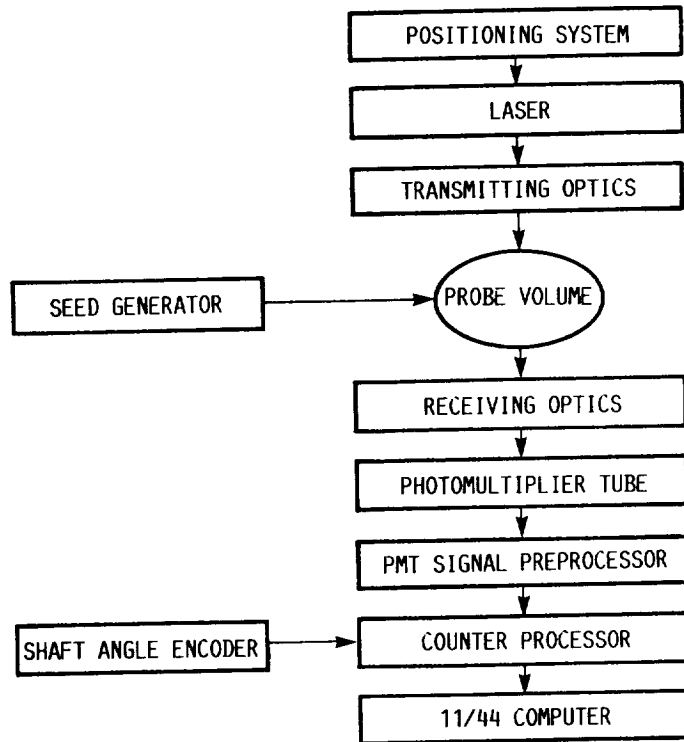 POSITIONING SYSTEM
LASER
TRANSMITTING OPTICS
SEED GENERATOR
PROBE VOLUME
RECEIVING OPTICS
PHOTOMULTIPLIER TUBE
PMT SIGNAL PREPROCESSOR
SHAFT ANGLE ENCODER
COUNTER PROCESSOR
11/44 COMPUTER